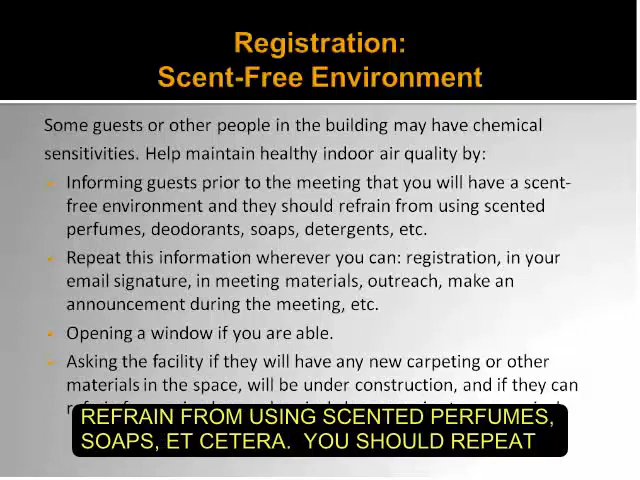 Registration:
Scent-Free Environment
Some guests or other people in the building may have chemical
sensitivities. Help maintain healthy indoor air quality by:
Informing guests prior to the meeting that you will have a scent-
free environment and they should refrain from using scented
perfumes, deodorants, soaps, detergents, etc.
Repeat this information wherever you can: registration, in your
email signature, in meeting materials, outreach, make an
announcement during the meeting, etc.
Opening a window if you are able.
Asking the facility if they will have any new carpeting or other
materials in the space, will be under construction, and if they can
REFRAIN FROM USING SCENTED PERFUMES,
SOAPS, ET CETERA.  YOU SHOULD REPEAT